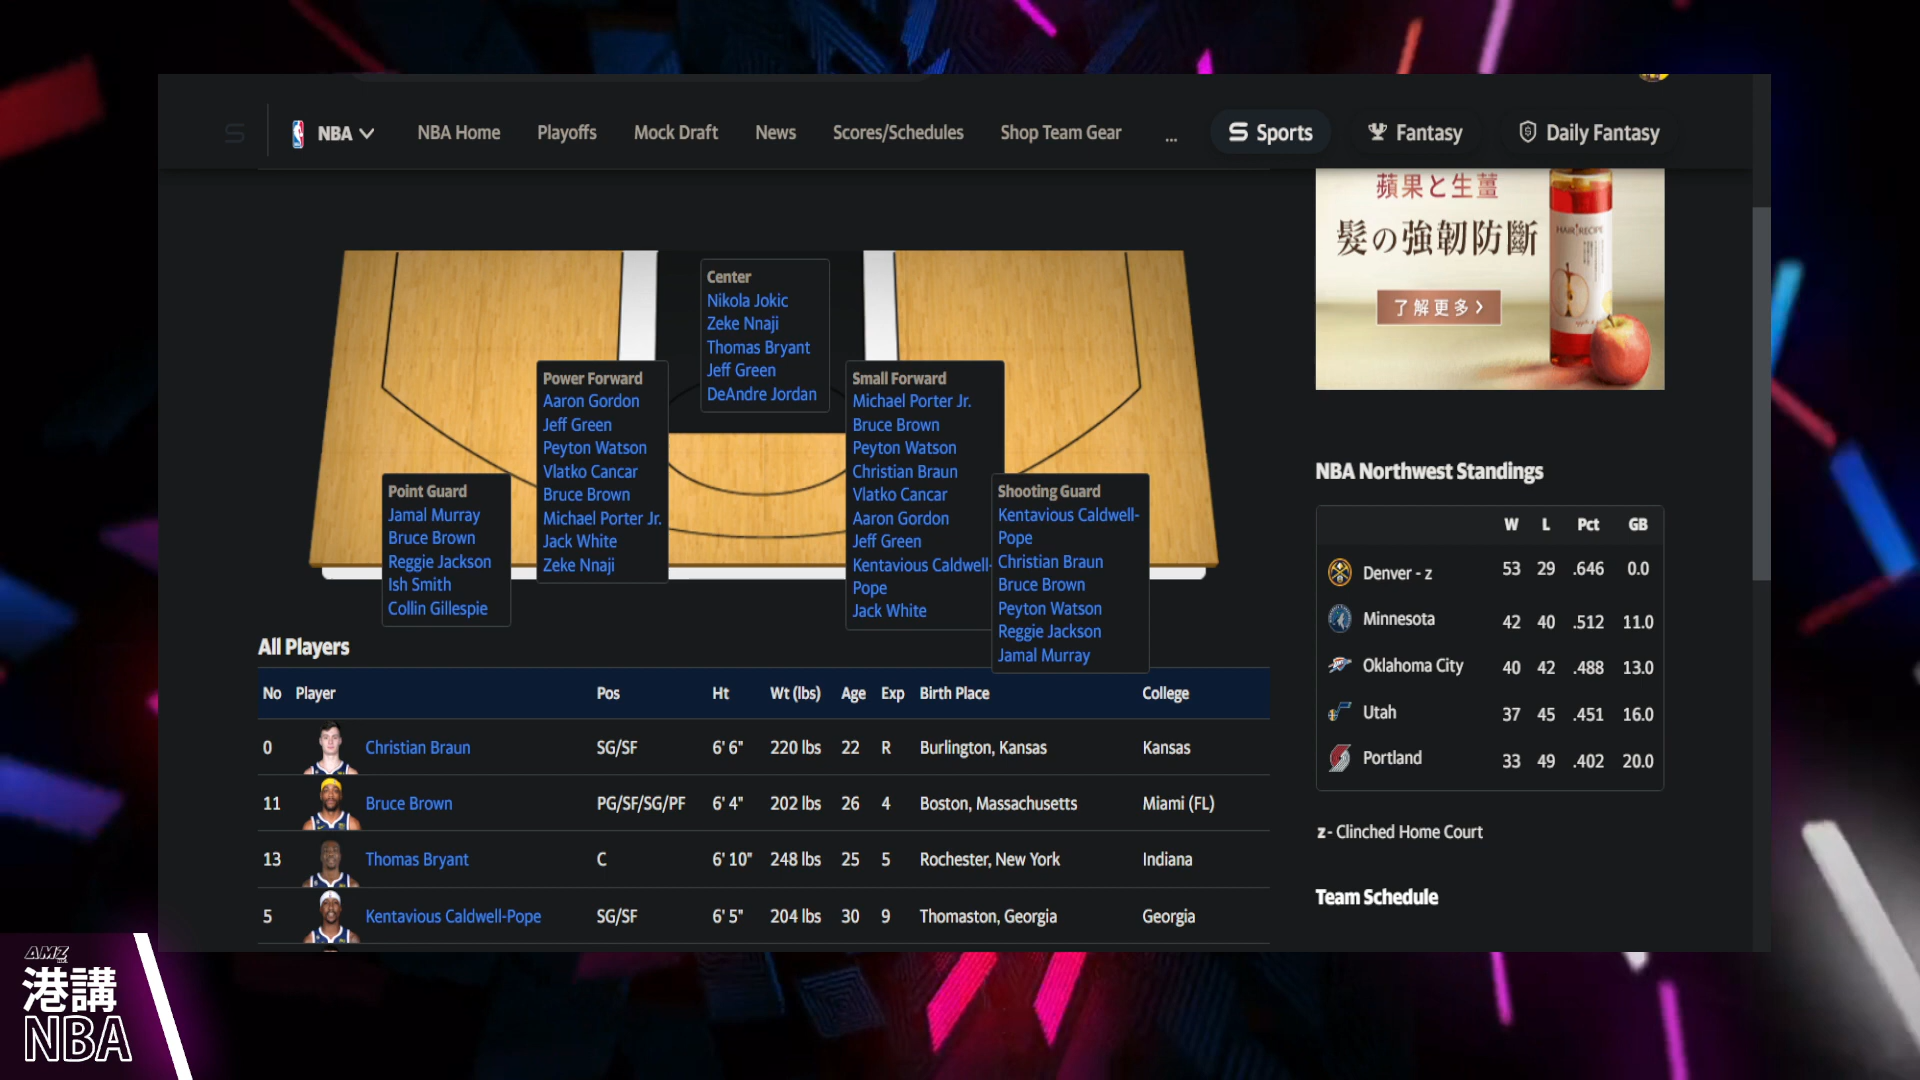 NBA
NBA Home
Playoffs
Mock Draft
News
Scores/Schedules
Shop Team Gear
...
Sports
Fantasy
Daily Fantasy
蘋果と生薑
髮の強韌防斷
HAIR RECIPE
了解更多 >
Center
Nikola Jokic
Zeke Nnaji
Thomas Bryant
Jeff Green
DeAndre Jordan
Power Forward
Aaron Gordon
Jeff Green
Peyton Watson
Vlatko Cancar
Bruce Brown
Michael Porter Jr.
Jack White
Zeke Nnaji
Small Forward
Michael Porter Jr.
Bruce Brown
Peyton Watson
Christian Braun
Vlatko Cancar
Aaron Gordon
Jeff Green
Kentavious Caldwell-
Pope
Jack White
Point Guard
Jamal Murray
Bruce Brown
Reggie Jackson
Ish Smith
Collin Gillespie
Shooting Guard
Kentavious Caldwell-
Pope
Christian Braun
Bruce Brown
Peyton Watson
Reggie Jackson
Jamal Murray
NBA Northwest Standings
W L Pct GB
Denver - z 53 29 .646 0.0
Minnesota 42 40 .512 11.0
Oklahoma City 40 42 .488 13.0
Utah 37 45 .451 16.0
Portland 33 49 .402 20.0
z - Clinched Home Court
Team Schedule
All Players
No Player Pos Ht Wt (lbs) Age Exp Birth Place College
0 Christian Braun SG/SF 6' 6" 220 lbs 22 R Burlington, Kansas Kansas
11 Bruce Brown PG/SF/SG/PF 6' 4" 202 lbs 26 4 Boston, Massachusetts Miami (FL)
13 Thomas Bryant C 6' 10" 248 lbs 25 5 Rochester, New York Indiana
5 Kentavious Caldwell-Pope SG/SF 6' 5" 204 lbs 30 9 Thomaston, Georgia Georgia
AMZ
港講
NBA